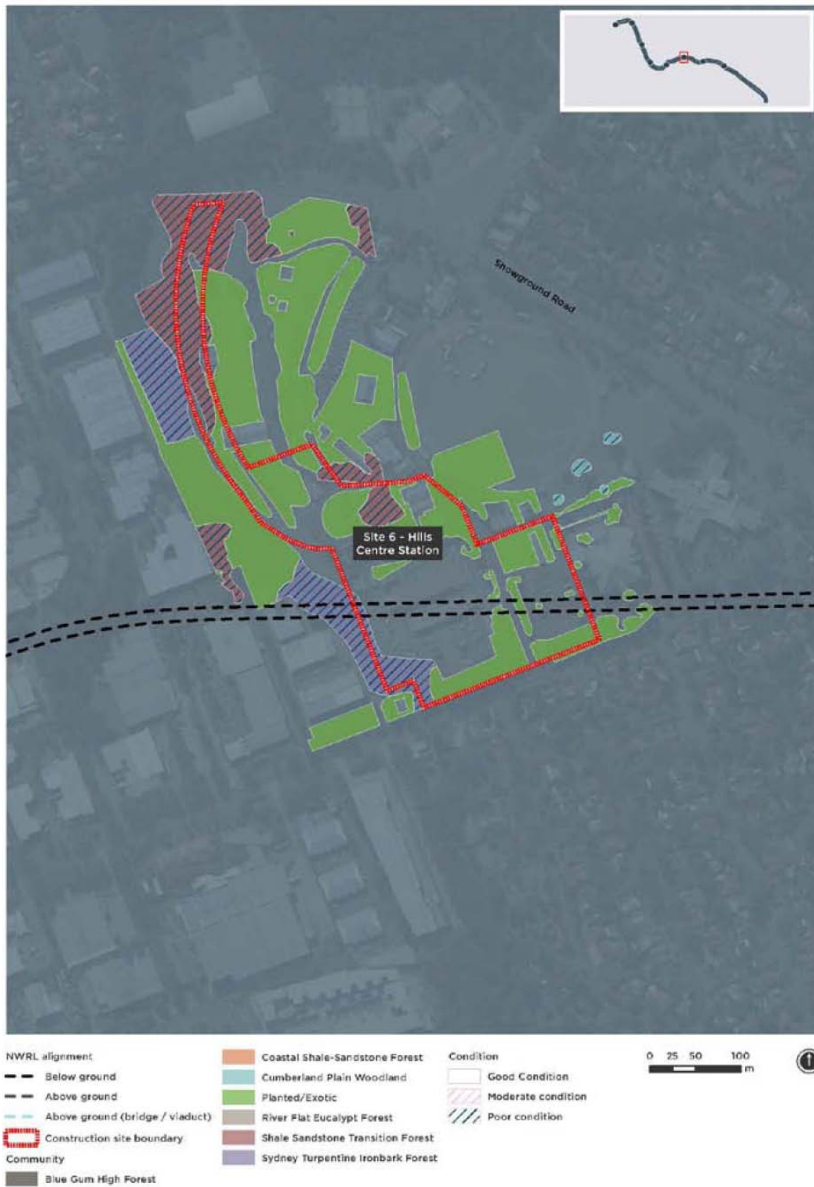 Showground Road
Site 6 - Hills
Centre Station
NWRL alignment
Below ground
Above ground
Above ground (bridge / viaduct)
Construction site boundary
Community
Blue Gum High Forest
Coastal Shale-Sandstone Forest
Cumberland Plain Woodland
Planted/Exotic
River Flat Eucalypt Forest
Shale Sandstone Transition Forest
Sydney Turpentine Ironbark Forest
Condition
Good Condition
Moderate condition
Poor condition
0 25 50 100
m